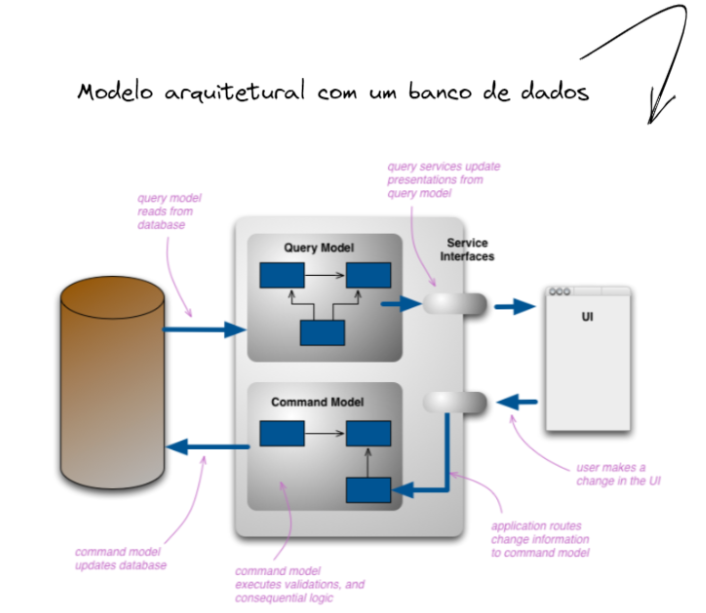 Modelo arquitetural com um banco de dados
query services update
presentations from
query model
query model
reads from
database
Query Model
Service
Interfaces
UI
Command Model
user makes a
change in the UI
application routes
change information
to command model
command model
updates database
command model
executes validations, and
consequential logic